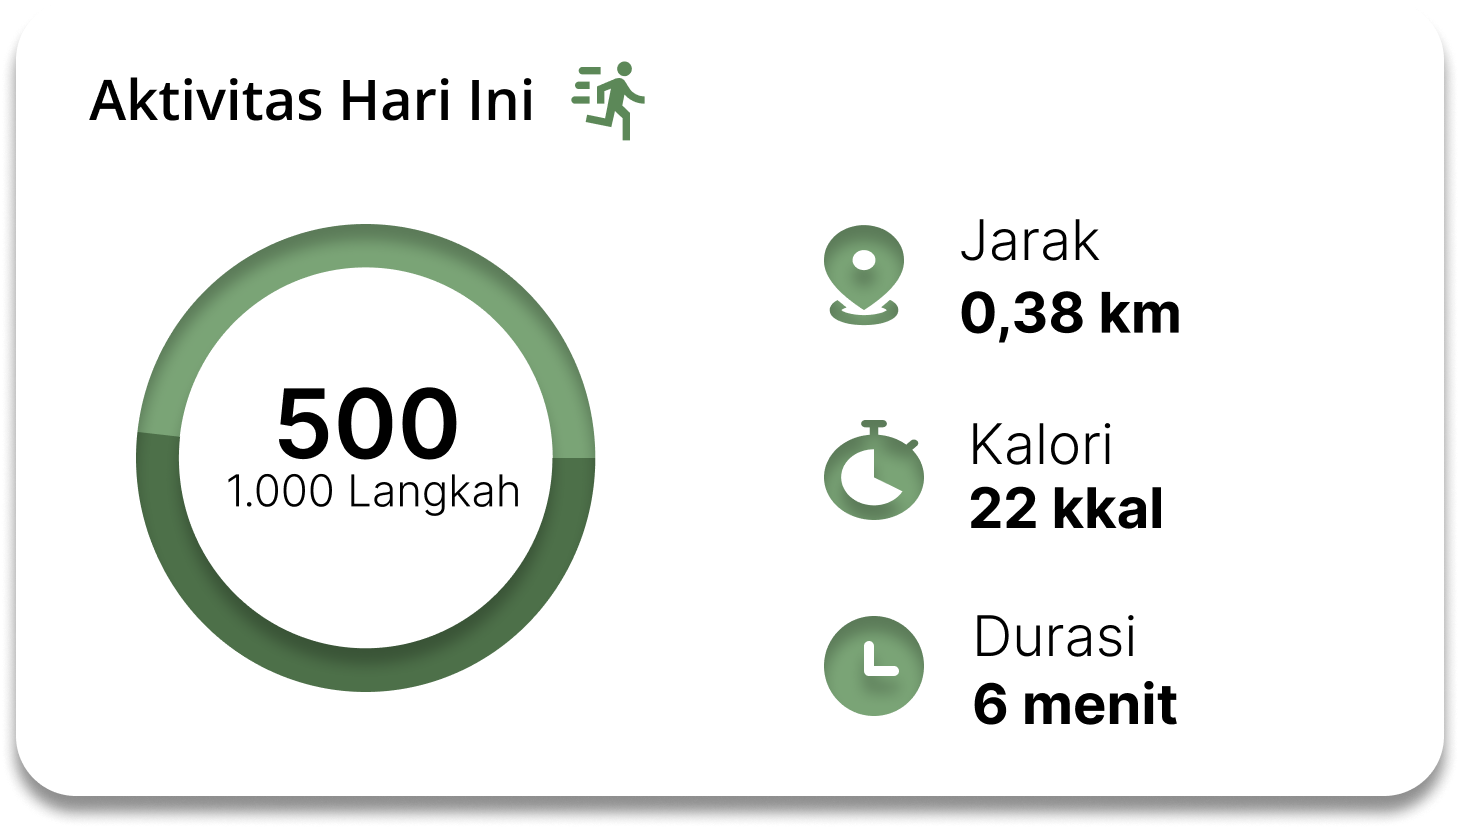 Aktivitas Hari Ini
500
1.000 Langkah
Jarak
0,38 km
Kalori
22 kkal
Durasi
6 menit